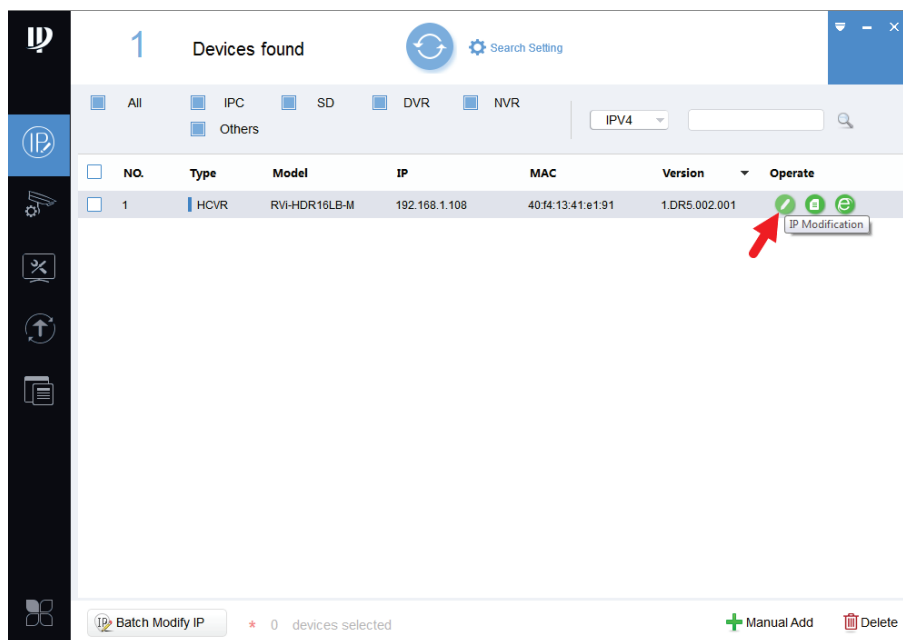 1 Devices found Search Setting
All IPC SD DVR NVR
Others
IPV4
NO. Type Model IP MAC Version Operate
1 HCVR RVi-HDR16LB-M 192.168.1.108 40:f4:13:41:e1:91 1.DR5.002.001
IP Modification
Batch Modify IP * 0 devices selected Manual Add Delete